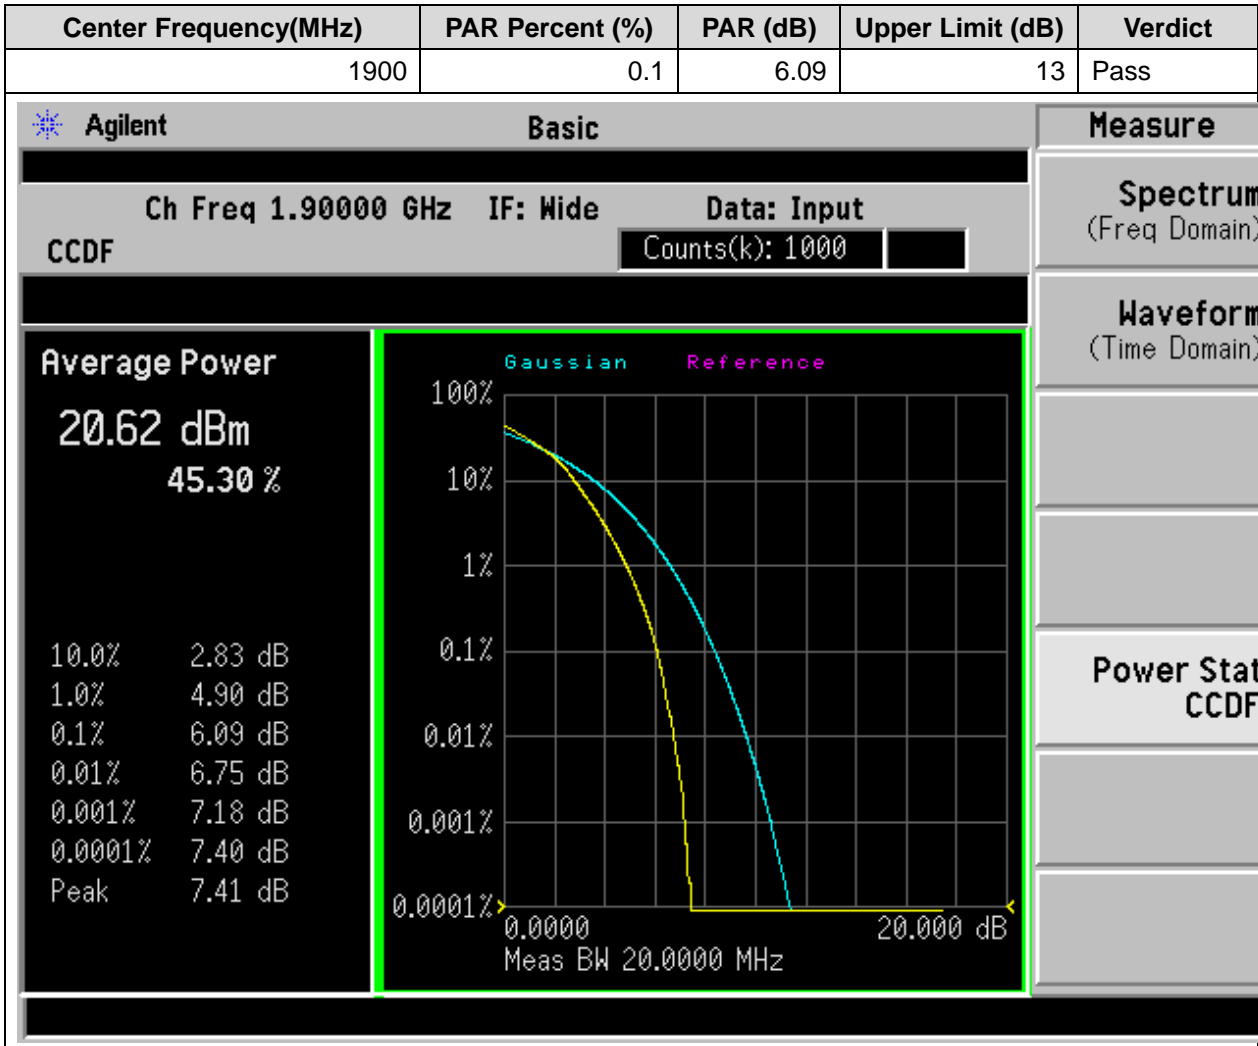 Center Frequency(MHz) PAR Percent (%) PAR (dB) Upper Limit (dB) Verdict
1900 0.1 6.09 13 Pass
Agilent Basic Measure
Ch Freq 1.90000 GHz IF: Wide Data: Input
CCDF Counts(k): 1000
Spectrum
(Freq Domain)
Waveform
(Time Domain)
Power Stat
CCDF
Average Power
20.62 dBm
45.30 %
10.0% 2.83 dB
1.0% 4.90 dB
0.1% 6.09 dB
0.01% 6.75 dB
0.001% 7.18 dB
0.0001% 7.40 dB
Peak 7.41 dB
Gaussian Reference
100%
10%
1%
0.1%
0.01%
0.001%
0.0001%
0.0000 20.000 dB
Meas BW 20.0000 MHz